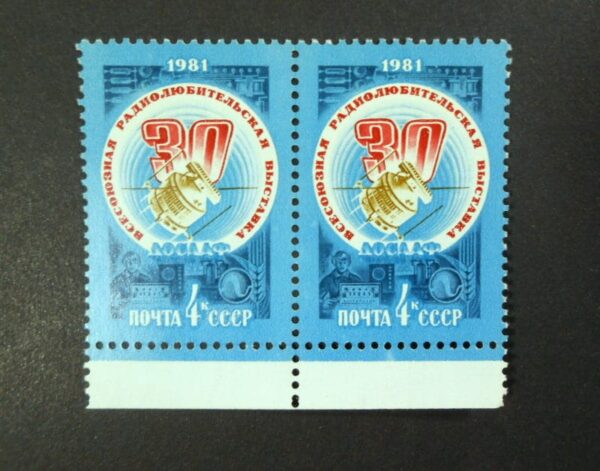 1981
ВСЕСОЮЗНАЯ РАДИОЛЮБИТЕЛЬСКАЯ ВЫСТАВКА
30
ДОСААФ
ПОЧТА 4К СССР
1981
ВСЕСОЮЗНАЯ РАДИОЛЮБИТЕЛЬСКАЯ ВЫСТАВКА
30
ДОСААФ
ПОЧТА 4К СССР